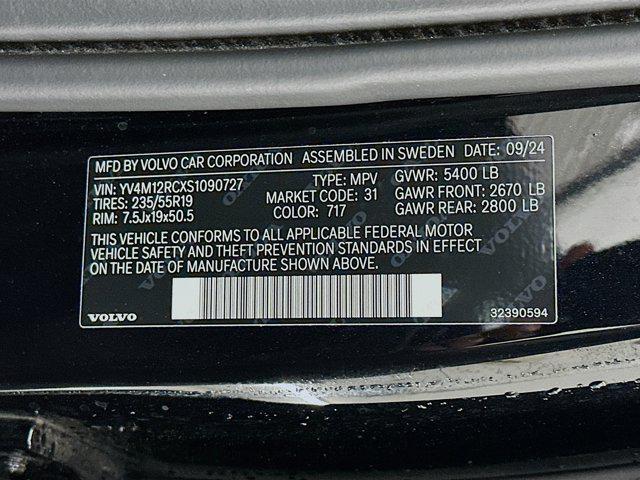 MFD BY VOLVO CAR CORPORATION ASSEMBLED IN SWEDEN DATE: 09/24
VIN: YV4M12RCXS1090727 TYPE: MPV GVWR: 5400 LB
TIRES: 235/55R19 MARKET CODE: 31 GAWR FRONT: 2670 LB
RIM: 7.5Jx19x50.5 COLOR: 717 GAWR REAR: 2800 LB
THIS VEHICLE CONFORMS TO ALL APPLICABLE FEDERAL MOTOR
VEHICLE SAFETY AND THEFT PREVENTION STANDARDS IN EFFECT
ON THE DATE OF MANUFACTURE SHOWN ABOVE.
VOLVO 32390594